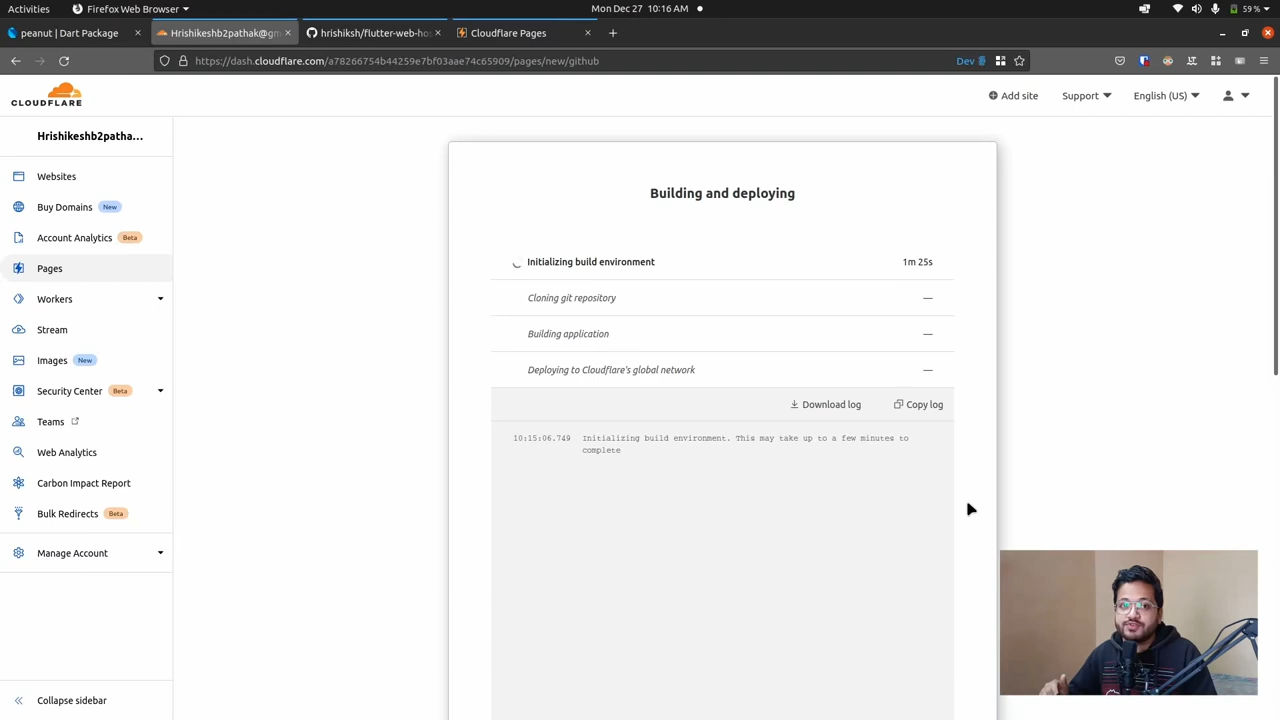 Activities
Firefox Web Browser
Mon Dec 27 10:16 AM
59 %
peanut | Dart Package
Hrishikeshb2pathak@gm
hrishiksh/flutter-web-ho
Cloudflare Pages
https://dash.cloudflare.com/a78266754b44259e7bf03aae74c65909/pages/new/github
Dev
CLOUDFLARE
Add site
Support
English (US)
Hrishikeshb2patha...
Websites
Buy Domains New
Account Analytics Beta
Pages
Workers
Stream
Images New
Security Center Beta
Teams
Web Analytics
Carbon Impact Report
Bulk Redirects Beta
Manage Account
Collapse sidebar
Building and deploying
Initializing build environment 1m 25s
Cloning git repository —
Building application —
Deploying to Cloudflare's global network —
Download log
Copy log
10:15:06.749 Initializing build environment. This may take up to a few minutes to
complete